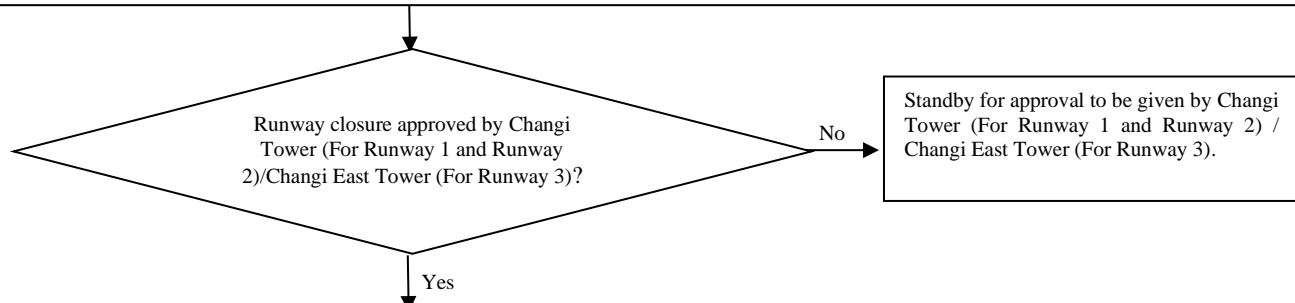 Runway closure approved by Changi
Tower (For Runway 1 and Runway
2)/Changi East Tower (For Runway 3)?
No
Standby for approval to be given by Changi
Tower (For Runway 1 and Runway 2) /
Changi East Tower (For Runway 3).
Yes